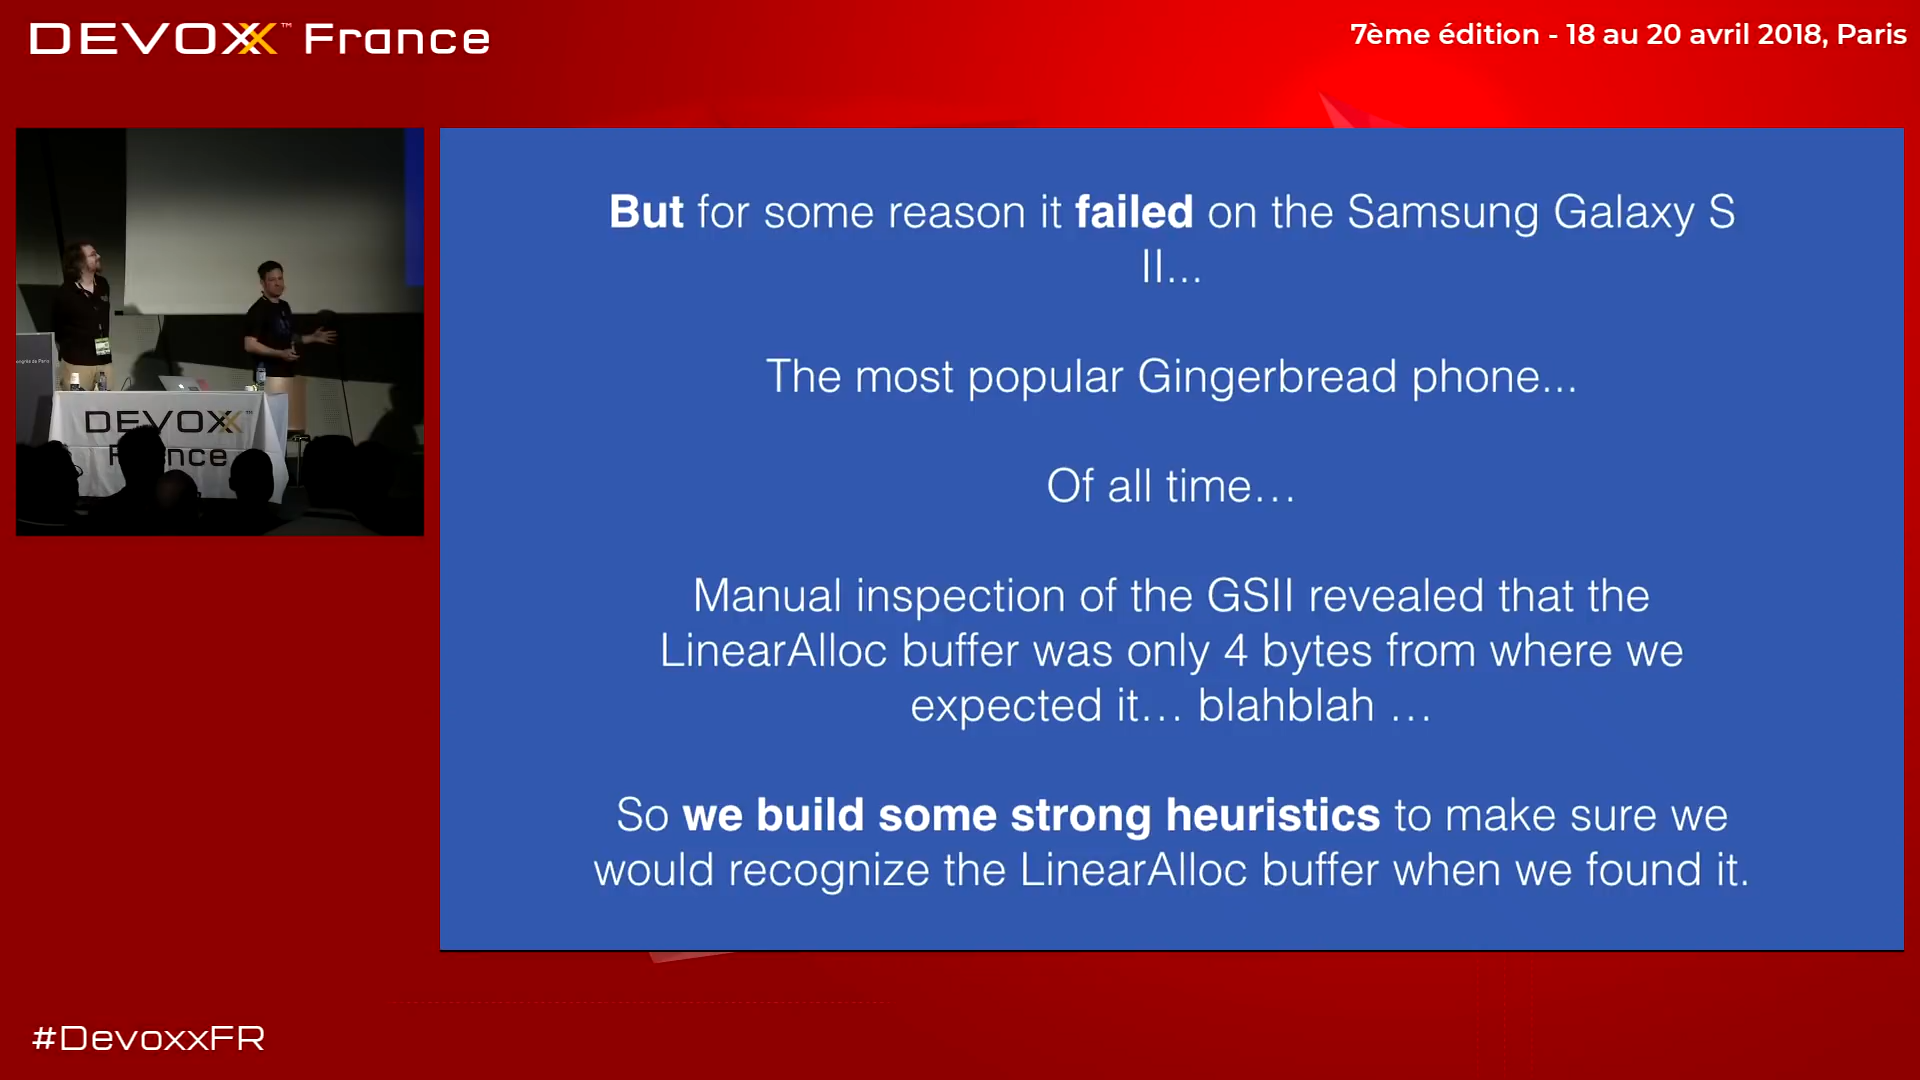 DEVOXX™ France
7ème édition - 18 au 20 avril 2018, Paris
But for some reason it failed on the Samsung Galaxy S
II...
The most popular Gingerbread phone...
Of all time...
Manual inspection of the GSII revealed that the
LinearAlloc buffer was only 4 bytes from where we
expected it... blahblah ...
So we build some strong heuristics to make sure we
would recognize the LinearAlloc buffer when we found it.
DEVOXX™
France
#DevoxxFR